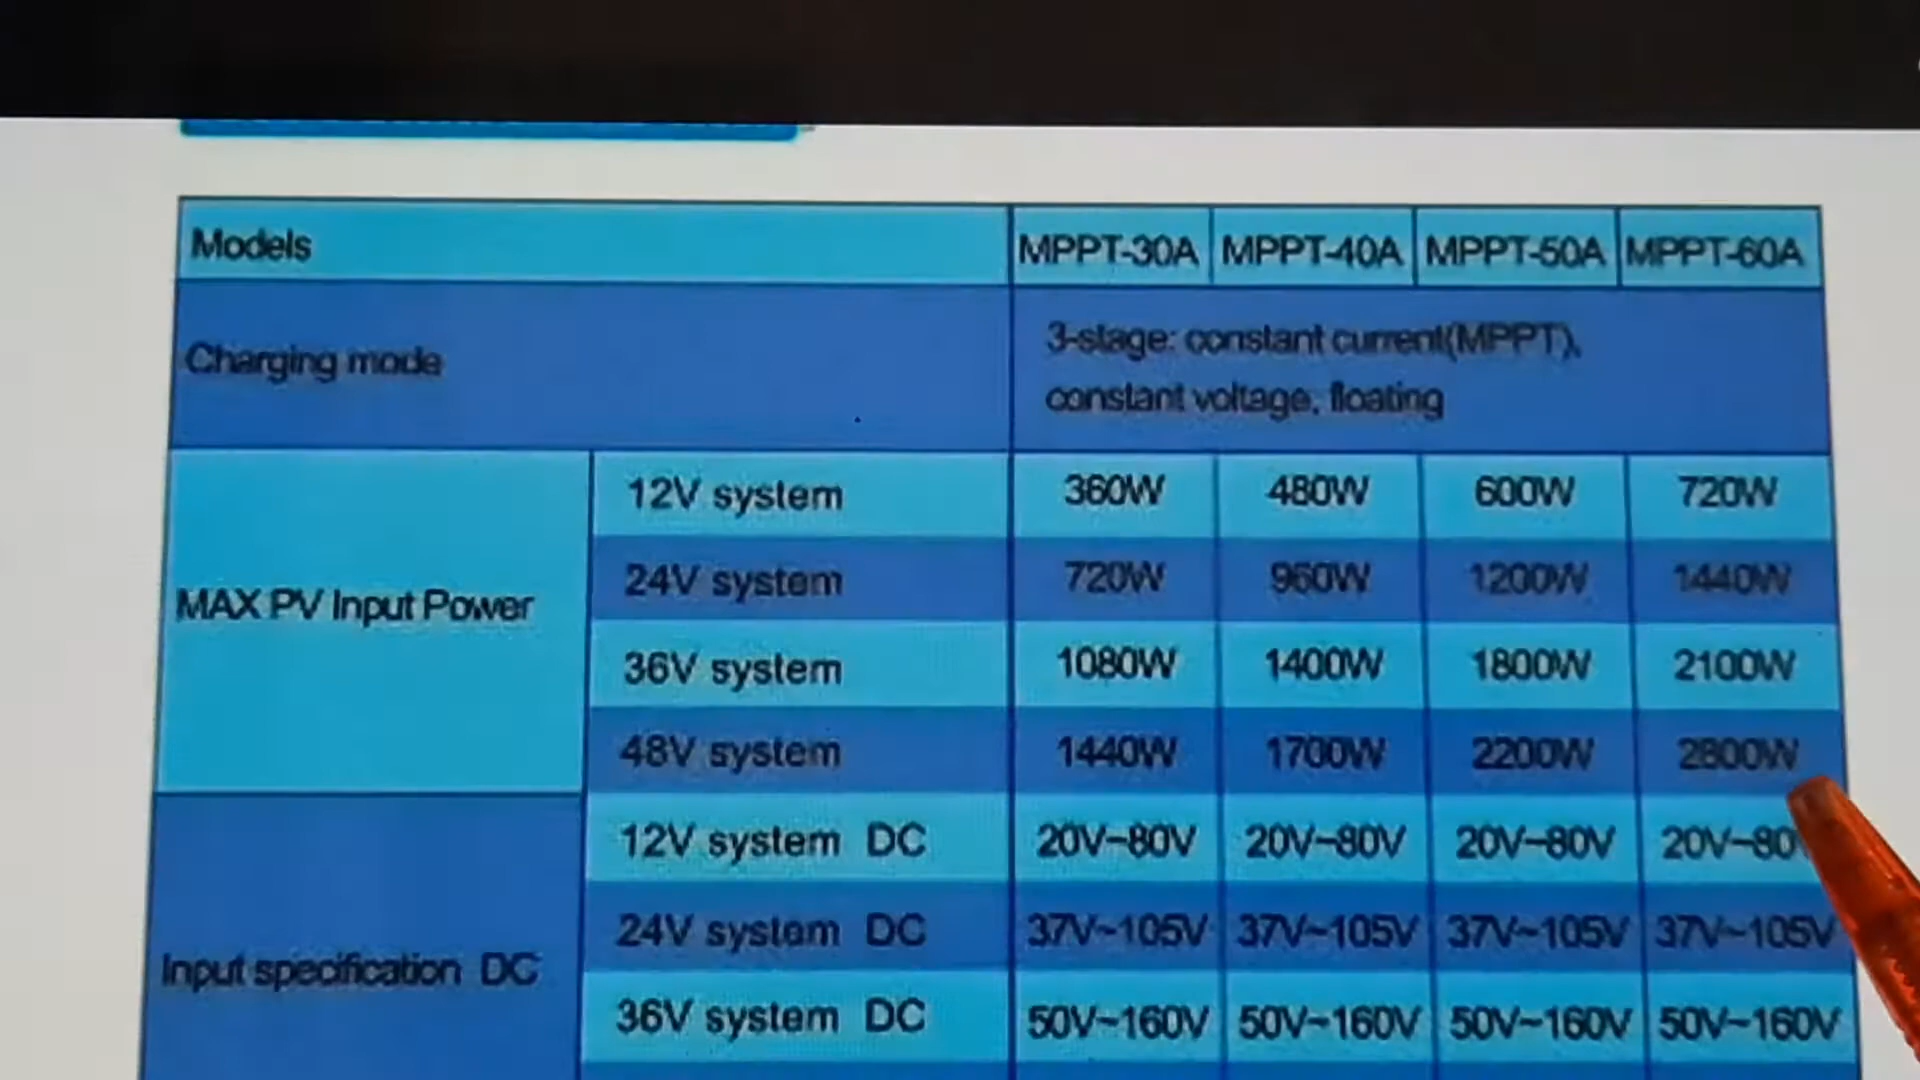 Models MPPT-30A MPPT-40A MPPT-50A MPPT-60A
Charging mode
3-stage: constant current(MPPT),
constant voltage, floating
MAX PV Input Power
12V system 360W 480W 600W 720W
24V system 720W 960W 1200W 1440W
36V system 1080W 1400W 1800W 2100W
48V system 1440W 1700W 2200W 2800W
Input specification DC
12V system DC 20V~80V 20V~80V 20V~80V 20V~80
24V system DC 37V~105V 37V~105V 37V~105V 37V~105V
36V system DC 50V~160V 50V~160V 50V~160V 50V~160V